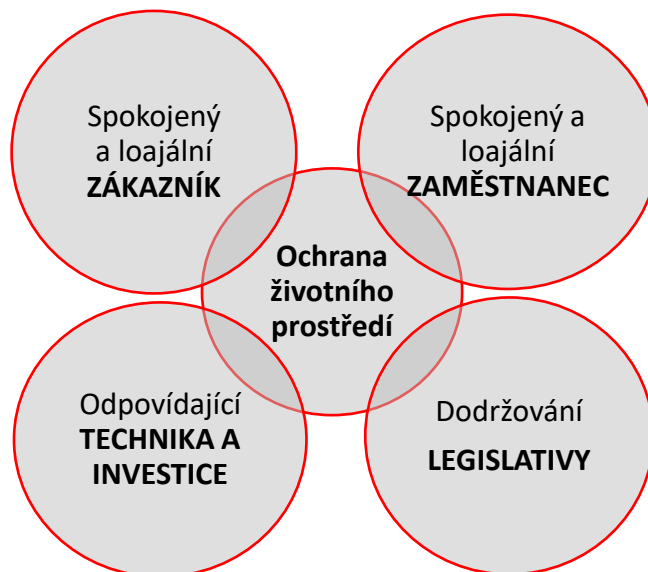 Spokojený
a loajální
ZÁKAZNÍK
Spokojený a
loajální
ZAMĚSTNANEC
Ochrana
životního
prostředí
Odpovídající
TECHNIKA A
INVESTICE
Dodržování
LEGISLATIVY